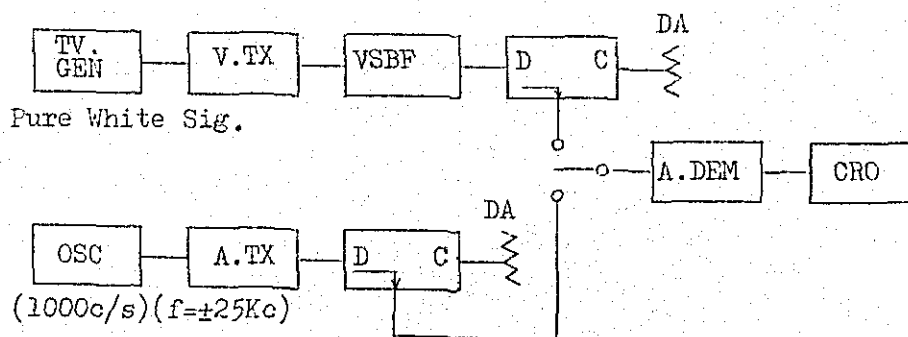 TV. GEN
V.TX
VSBF
D C
DA
Pure White Sig.
A.DEM
CRO
DA
OSC
A.TX
D C
(1000c/s)(f=±25Kc)